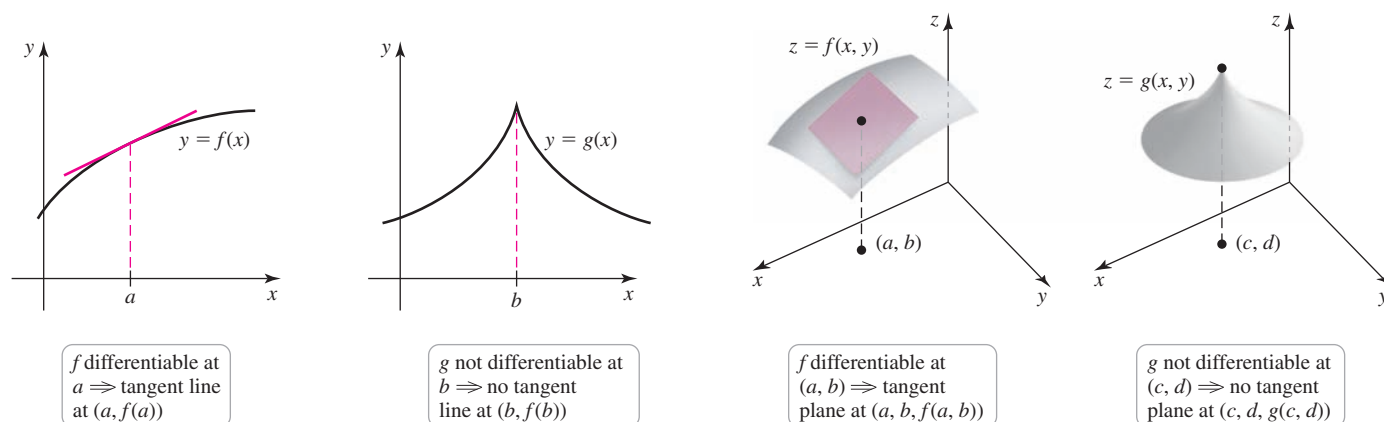 y
y = f(x)
a
x
f differentiable at
a ⇒ tangent line
at (a, f(a))
y
y = g(x)
b
x
g not differentiable at
b ⇒ no tangent
line at (b, f(b))
z
z = f(x, y)
(a, b)
x
y
f differentiable at
(a, b) ⇒ tangent
plane at (a, b, f(a, b))
z
z = g(x, y)
(c, d)
x
y
g not differentiable at
(c, d) ⇒ no tangent
plane at (c, d, g(c, d))